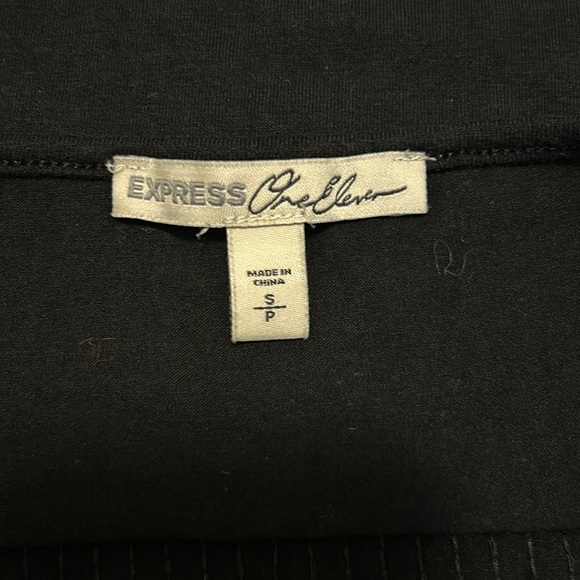 EXPRESS One Eleven
MADE IN
CHINA
S
P